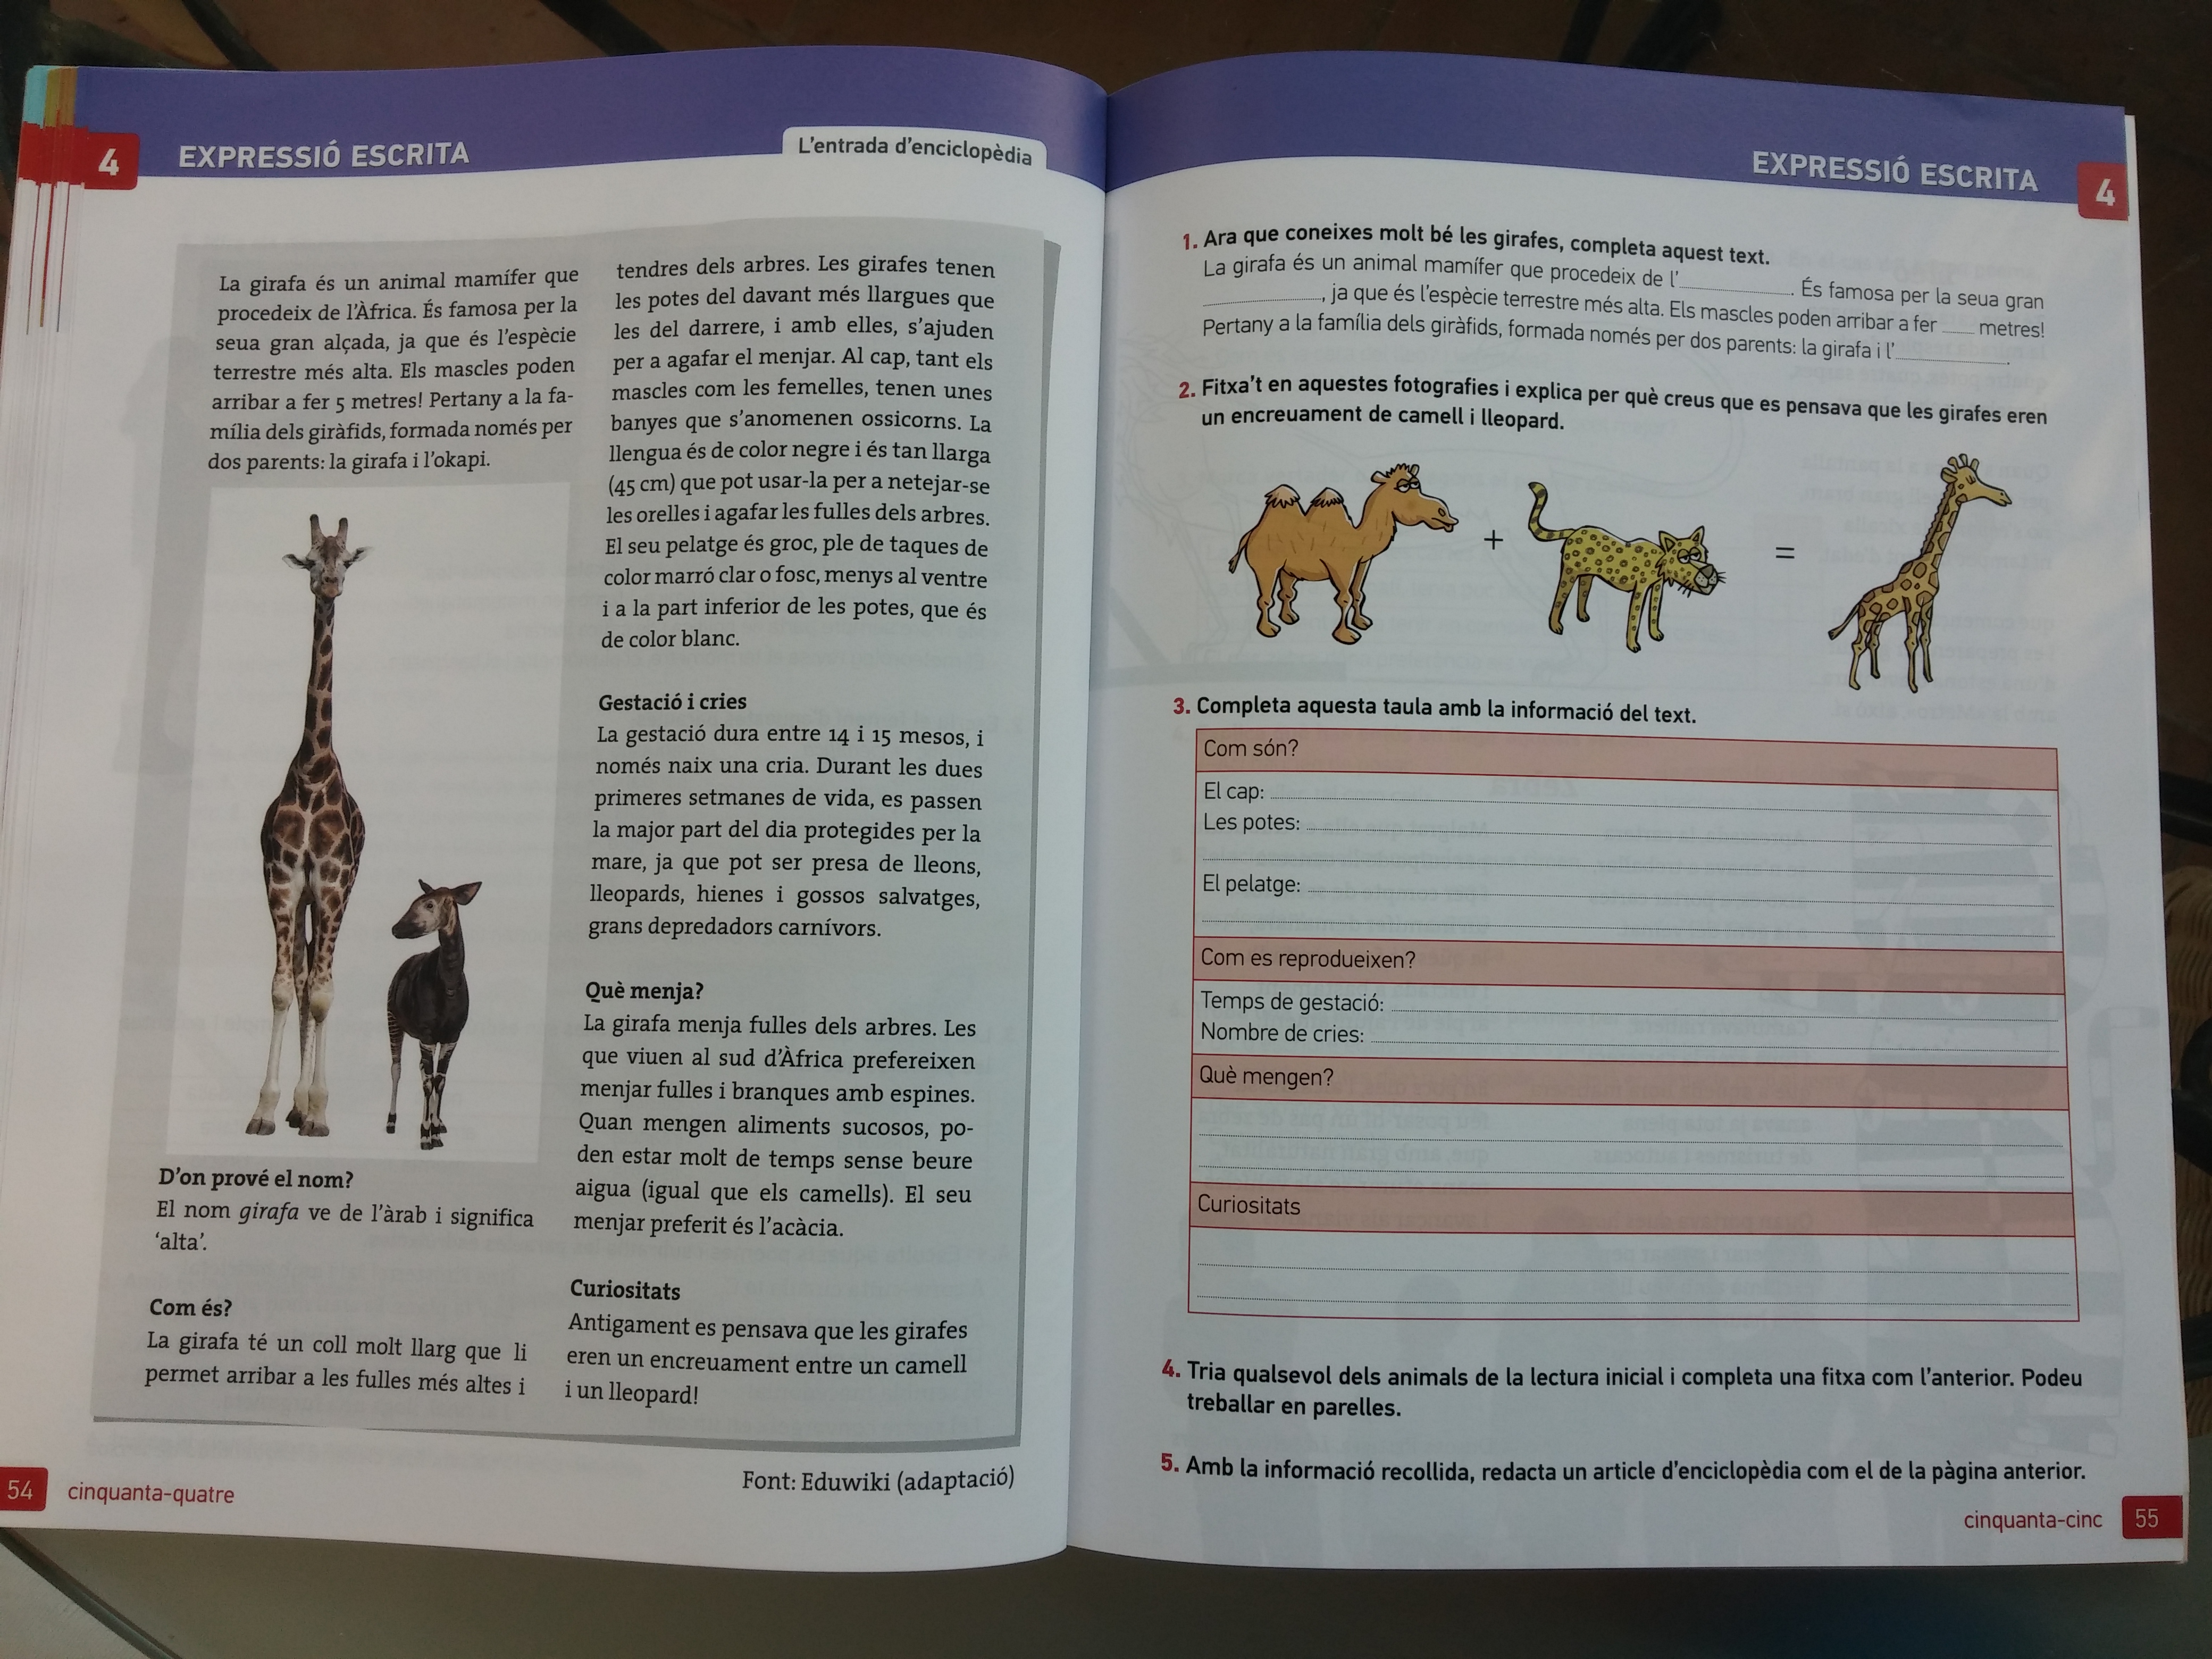 4
EXPRESSIÓ ESCRITA
L'entrada d'enciclopèdia
La girafa és un animal mamífer que
procedeix de l'Àfrica. És famosa per la
seua gran alçada, ja que és l'espècie
terrestre més alta. Els mascles poden
arribar a fer 5 metres! Pertany a la fa-
mília dels giràfids, formada només per
dos parents: la girafa i l'okapi.
D'on prové el nom?
El nom girafa ve de l'àrab i significa
'alta'.
Com és?
La girafa té un coll molt llarg que li
permet arribar a les fulles més altes i
tendres dels arbres. Les girafes tenen
les potes del davant més llargues que
les del darrere, i amb elles, s'ajuden
per a agafar el menjar. Al cap, tant els
mascles com les femelles, tenen unes
banyes que s'anomenen ossicorns. La
llengua és de color negre i és tan llarga
(45 cm) que pot usar-la per a netejar-se
les orelles i agafar les fulles dels arbres.
El seu pelatge és groc, ple de taques de
color marró clar o fosc, menys al ventre
i a la part inferior de les potes, que és
de color blanc.
Gestació i cries
La gestació dura entre 14 i 15 mesos, i
només naix una cria. Durant les dues
primeres setmanes de vida, es passen
la major part del dia protegides per la
mare, ja que pot ser presa de lleons,
lleopards, hienes i gossos salvatges,
grans depredadors carnívors.
Què menja?
La girafa menja fulles dels arbres. Les
que viuen al sud d'Àfrica prefereixen
menjar fulles i branques amb espines.
Quan mengen aliments sucosos, po-
den estar molt de temps sense beure
aigua (igual que els camells). El seu
menjar preferit és l'acàcia.
Curiositats
Antigament es pensava que les girafes
eren un encreuament entre un camell
i un lleopard!
Font: Eduwiki (adaptació)
54 cinquanta-quatre
EXPRESSIÓ ESCRITA
4
1. Ara que coneixes molt bé les girafes, completa aquest text.
La girafa és un animal mamífer que procedeix de l'. És famosa per la seua gran
, ja que és l'espècie terrestre més alta. Els mascles poden arribar a fer metres!
Pertany a la família dels giràfids, formada només per dos parents: la girafa i l'.
2. Fitxa't en aquestes fotografies i explica per què creus que es pensava que les girafes eren
un encreuament de camell i lleopard.
+ =
3. Completa aquesta taula amb la informació del text.
Com són?
El cap:
Les potes:
El pelatge:
Com es reprodueixen?
Temps de gestació:
Nombre de cries:
Què mengen?
Curiositats
4. Tria qualsevol dels animals de la lectura inicial i completa una fitxa com l'anterior. Podeu
treballar en parelles.
5. Amb la informació recollida, redacta un article d'enciclopèdia com el de la pàgina anterior.
cinquanta-cinc 55